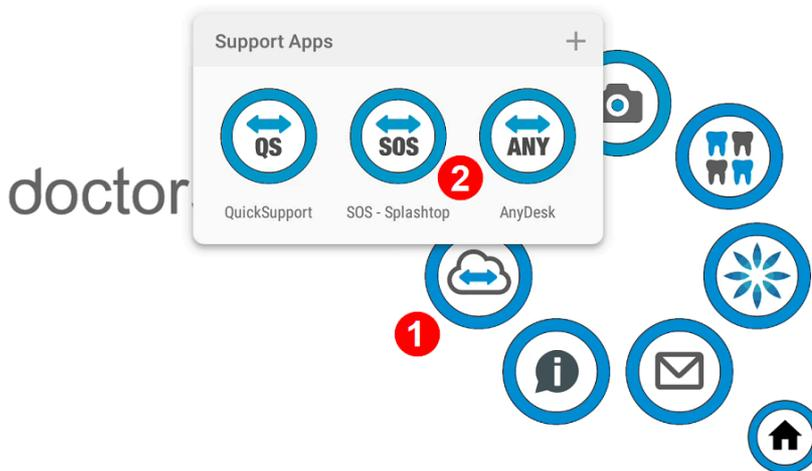 Support Apps
QS
SOS
ANY
2
QuickSupport
SOS - Splashtop
AnyDesk
doctor
1
i